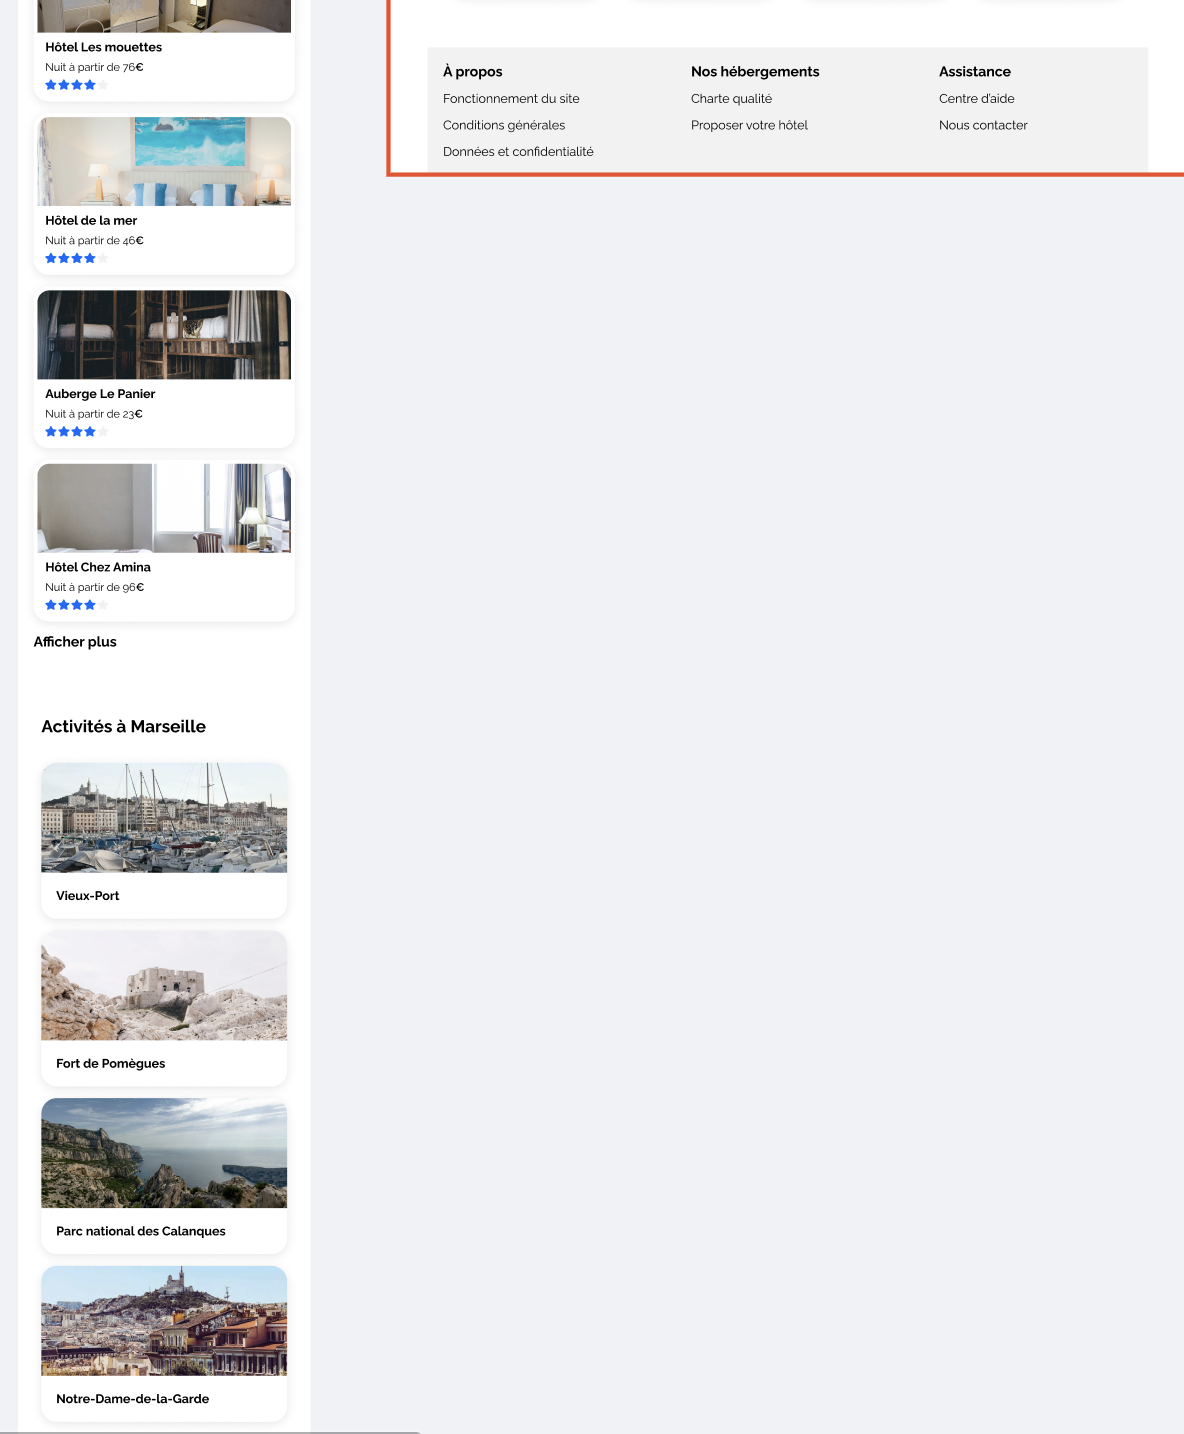 Hôtel Les mouettes
Nuit à partir de 76€
Hôtel de la mer
Nuit à partir de 46€
Auberge Le Panier
Nuit à partir de 23€
Hôtel Chez Amina
Nuit à partir de 96€
Afficher plus
Activités à Marseille
Vieux-Port
Fort de Pomègues
Parc national des Calanques
Notre-Dame-de-la-Garde
À propos
Fonctionnement du site
Conditions générales
Données et confidentialité
Nos hébergements
Charte qualité
Proposer votre hôtel
Assistance
Centre d'aide
Nous contacter